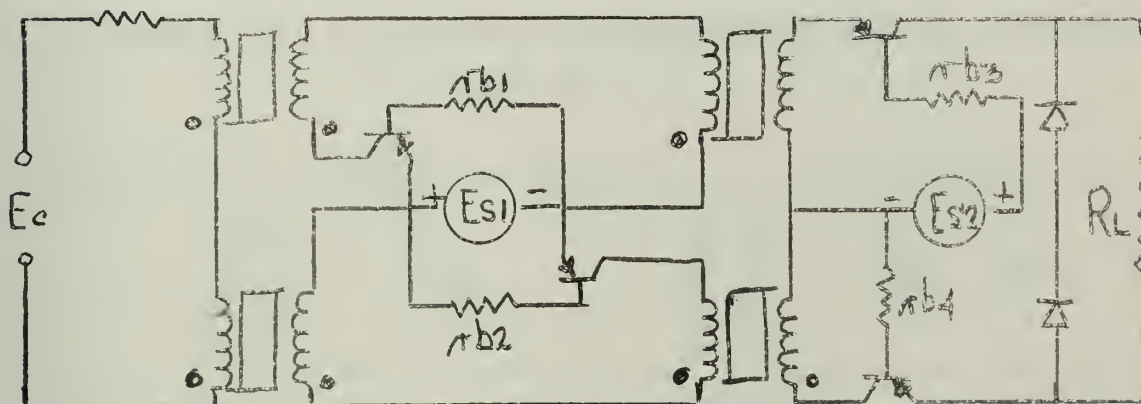 rb1
rb3
Ec
+ Es1 -
- Es2 +
RL
rb2
rb4